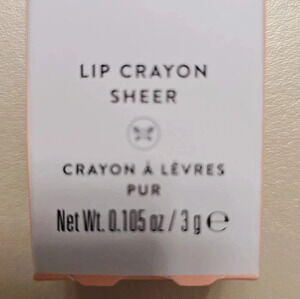 LIP CRAYON
SHEER
CRAYON À LÈVRES
PUR
Net Wt. 0.105 oz / 3 g ℮